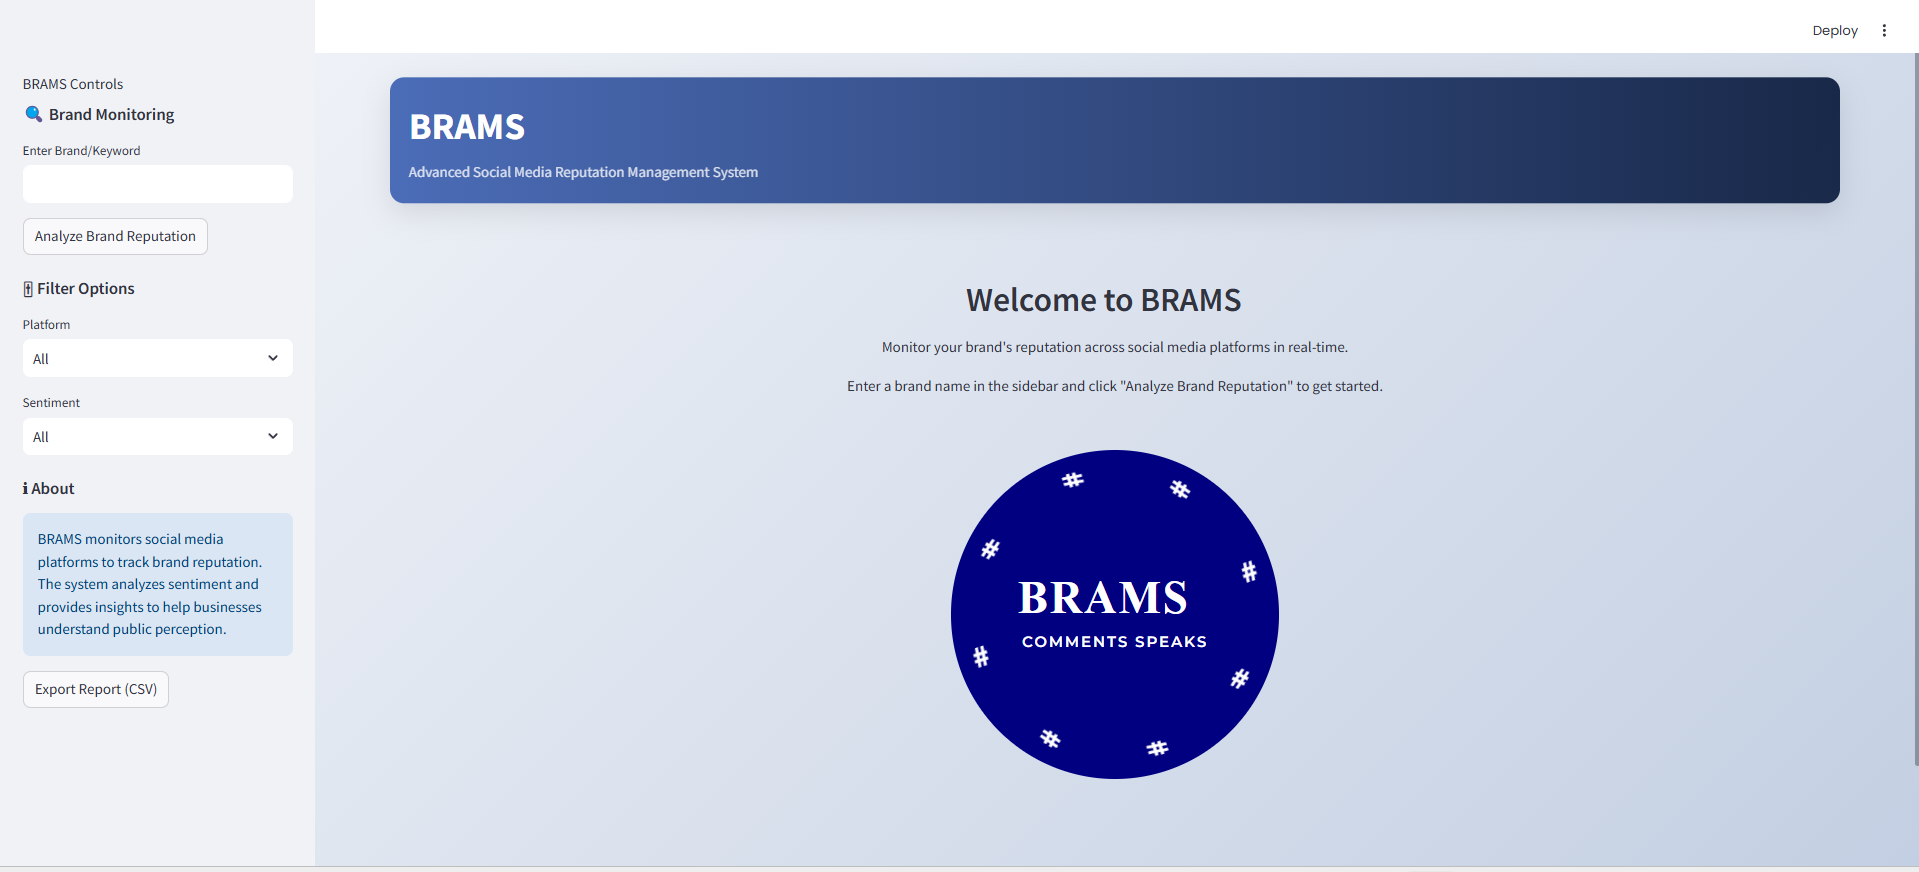 Deploy
BRAMS Controls
🔍 Brand Monitoring
Enter Brand/Keyword
Analyze Brand Reputation
Filter Options
Platform
All
Sentiment
All
ℹ About
BRAMS monitors social media
platforms to track brand reputation.
The system analyzes sentiment and
provides insights to help businesses
understand public perception.
Export Report (CSV)
BRAMS
Advanced Social Media Reputation Management System
Welcome to BRAMS
Monitor your brand's reputation across social media platforms in real-time.
Enter a brand name in the sidebar and click "Analyze Brand Reputation" to get started.
# #
# #
BRAMS
COMMENTS SPEAKS
# #
# #